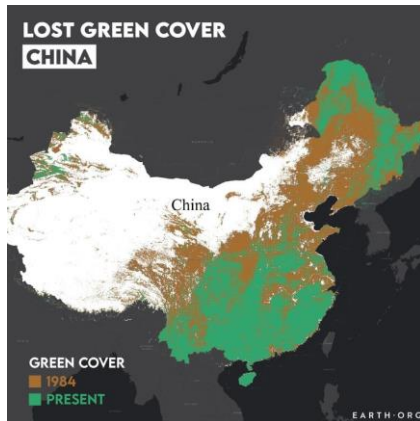 LOST GREEN COVER
CHINA
China
GREEN COVER
1984
PRESENT
EARTH·ORG